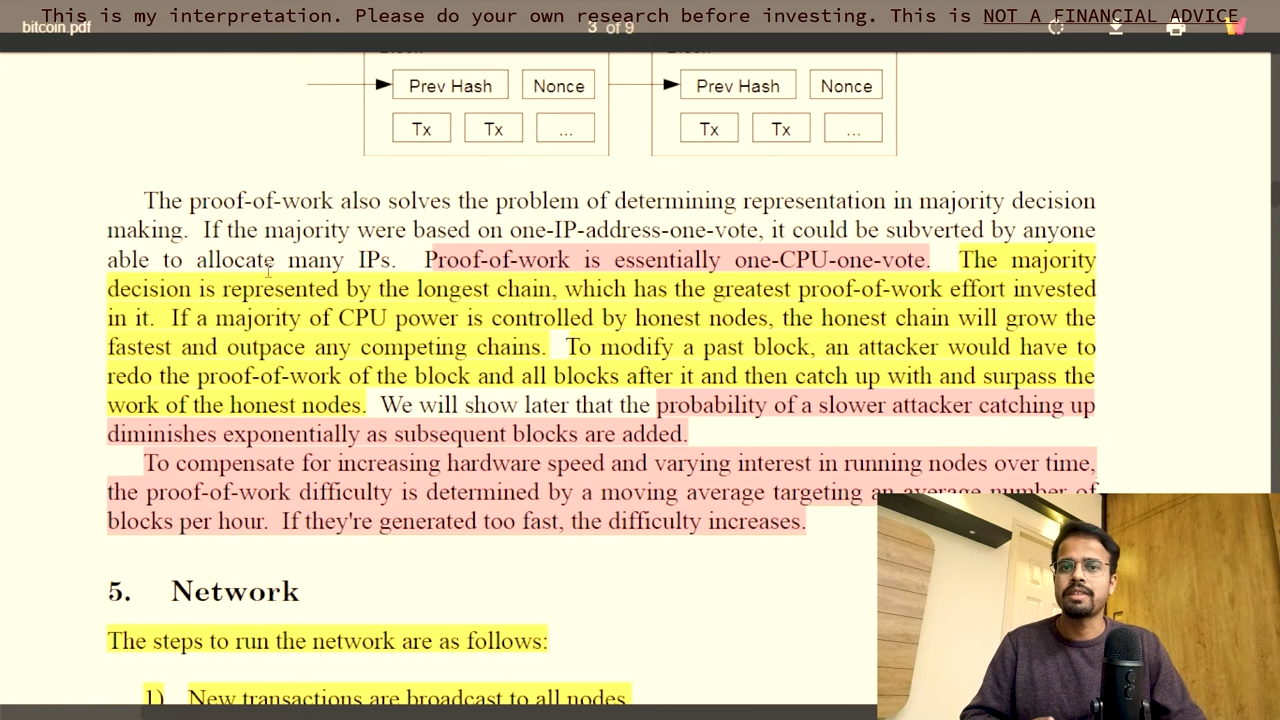 This is my interpretation. Please do your own research before investing. This is NOT A FINANCIAL ADVICE
bitcoin.pdf
3 of 9
Prev Hash
Nonce
Prev Hash
Nonce
Tx
Tx
...
Tx
Tx
...
The proof-of-work also solves the problem of determining representation in majority decision
making. If the majority were based on one-IP-address-one-vote, it could be subverted by anyone
able to allocate many IPs. Proof-of-work is essentially one-CPU-one-vote. The majority
decision is represented by the longest chain, which has the greatest proof-of-work effort invested
in it. If a majority of CPU power is controlled by honest nodes, the honest chain will grow the
fastest and outpace any competing chains. To modify a past block, an attacker would have to
redo the proof-of-work of the block and all blocks after it and then catch up with and surpass the
work of the honest nodes. We will show later that the probability of a slower attacker catching up
diminishes exponentially as subsequent blocks are added.
To compensate for increasing hardware speed and varying interest in running nodes over time,
the proof-of-work difficulty is determined by a moving average targeting an average number of
blocks per hour. If they're generated too fast, the difficulty increases.
5. Network
The steps to run the network are as follows:
1) New transactions are broadcast to all nodes.